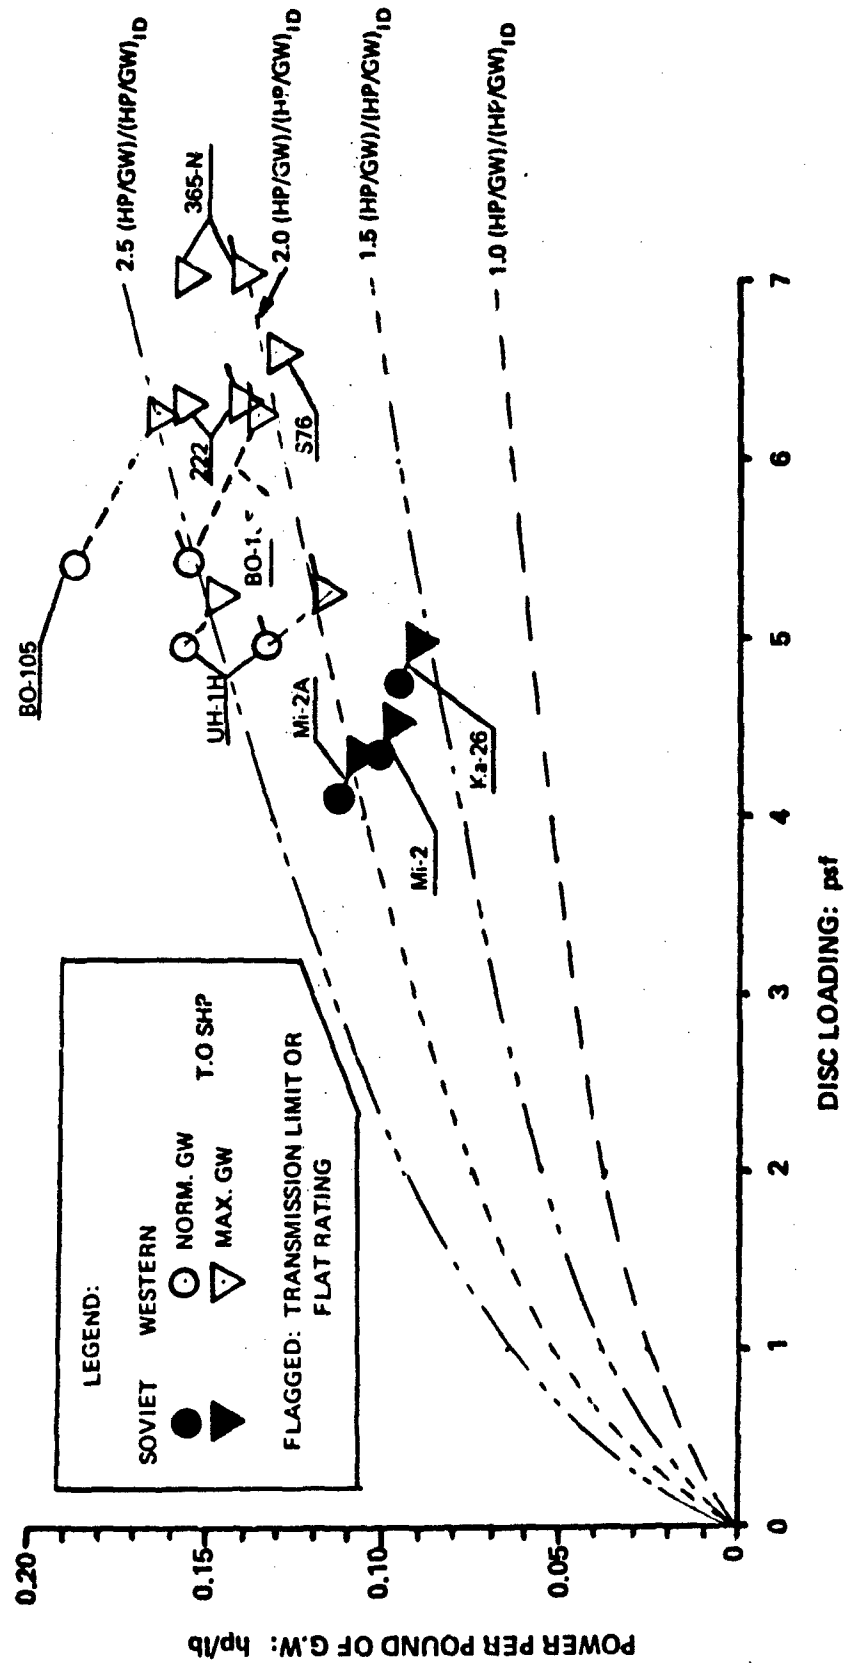 LEGEND:
SOVIET WESTERN
NORM. GW
MAX. GW
T.O SHP
FLAGGED: TRANSMISSION LIMIT OR
FLAT RATING
BO-105
UH-1H
222
365-N
S76
Mi-2A
Mi-2
Ka-26
2.5 (HP/GW)/(HP/GW)ID
2.0 (HP/GW)/(HP/GW)ID
1.5 (HP/GW)/(HP/GW)ID
1.0 (HP/GW)/(HP/GW)ID
POWER PER POUND OF G.W: hp/lb
0.20
0.15
0.10
0.05
0
0 1 2 3 4 5 6 7
DISC LOADING: psf